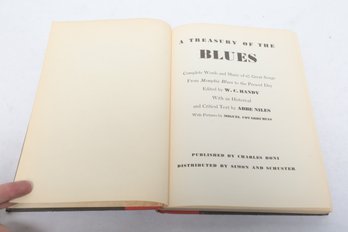 A TREASURY OF THE
BLUES
Complete Words and Music of 67 Great Songs
From Memphis Blues to the Present Day
Edited by W. C. HANDY
With an Historical
and Critical Text by ABBE NILES
With Pictures by MIGUEL COVARRUBIAS
PUBLISHED BY CHARLES BONI
DISTRIBUTED BY SIMON AND SCHUSTER